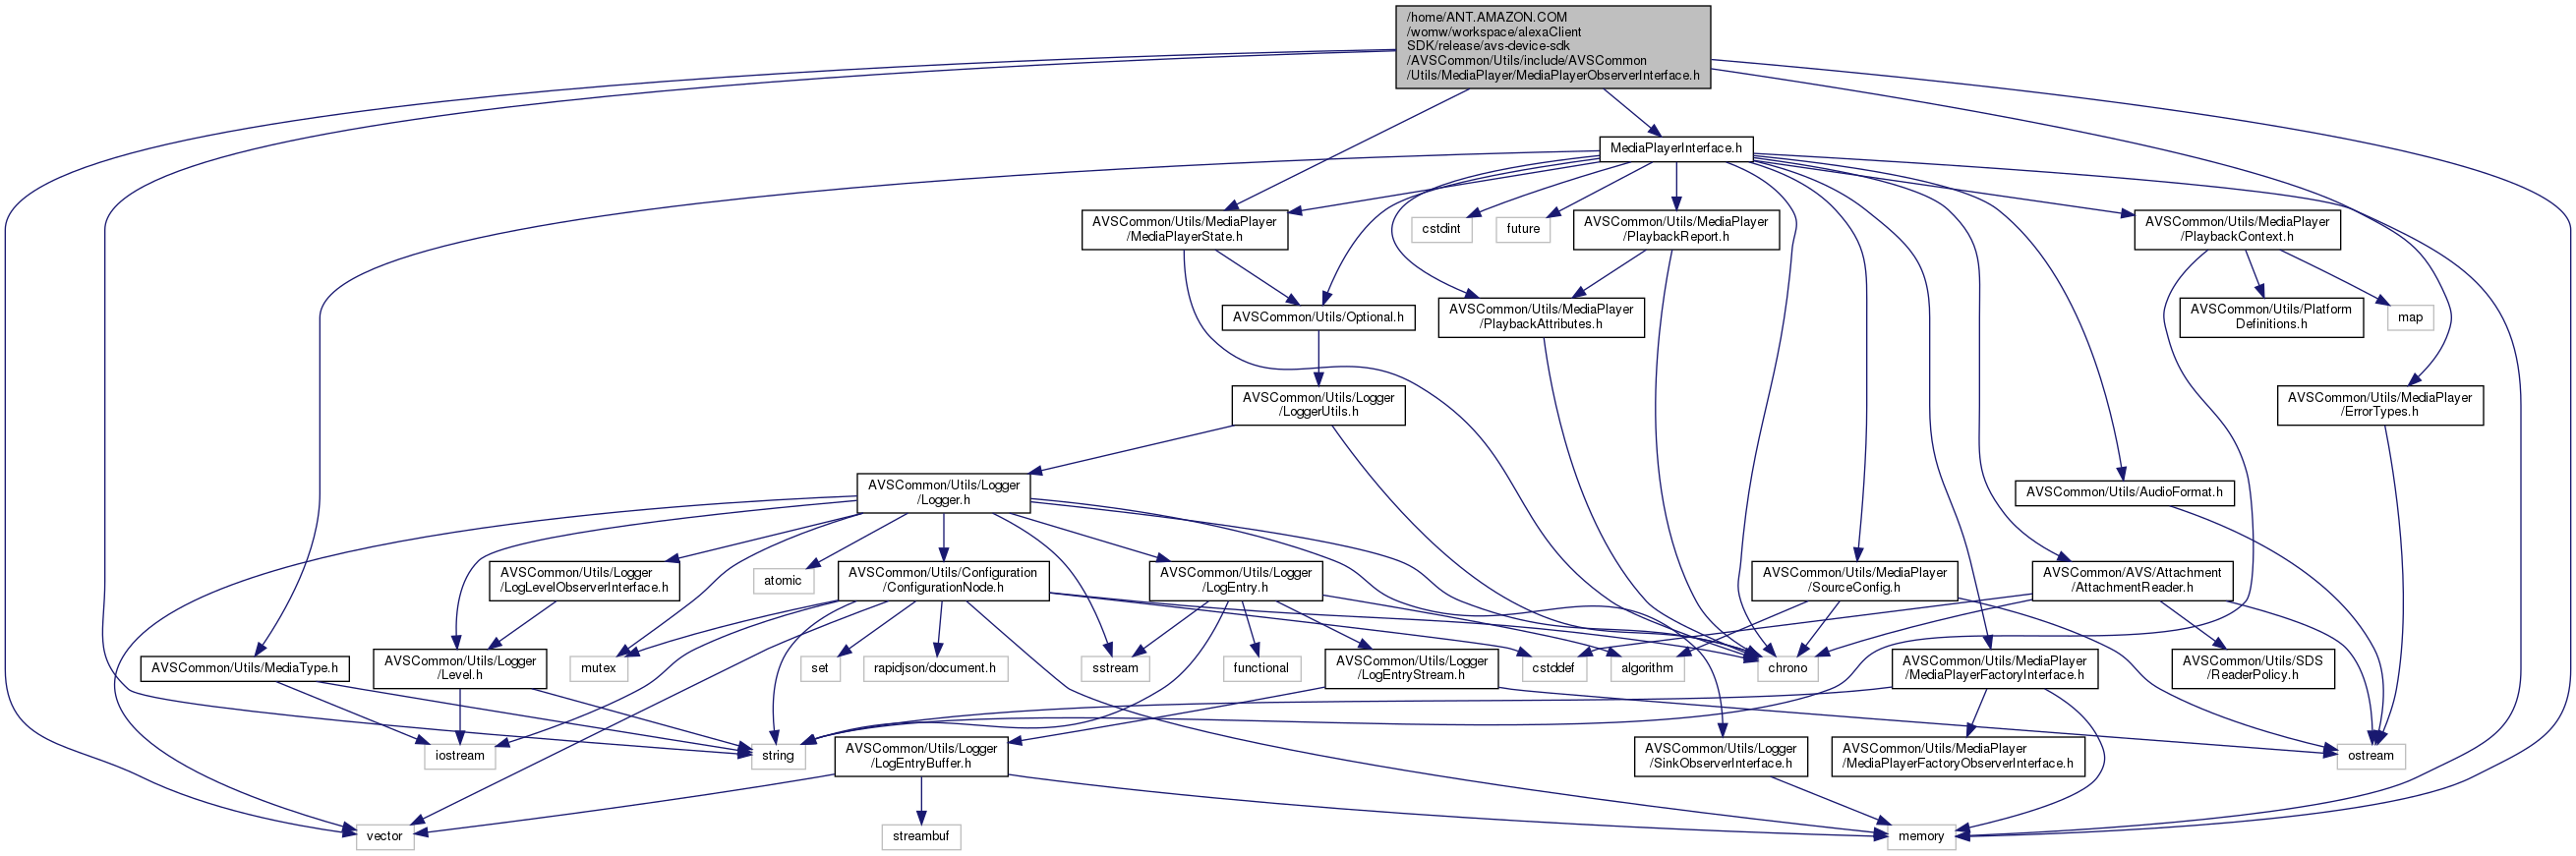 /home/ANT.AMAZON.COM
/womw/workspace/alexaClient
SDK/release/avs-device-sdk
/AVSCommon/Utils/include/AVSCommon
/Utils/MediaPlayer/MediaPlayerObserverInterface.h
MediaPlayerInterface.h
AVSCommon/Utils/MediaPlayer
/MediaPlayerState.h
cstdint
future
AVSCommon/Utils/MediaPlayer
/PlaybackReport.h
AVSCommon/Utils/MediaPlayer
/PlaybackContext.h
AVSCommon/Utils/Optional.h
AVSCommon/Utils/MediaPlayer
/PlaybackAttributes.h
AVSCommon/Utils/Platform
Definitions.h
map
AVSCommon/Utils/Logger
/LoggerUtils.h
AVSCommon/Utils/MediaPlayer
/ErrorTypes.h
AVSCommon/Utils/Logger
/Logger.h
AVSCommon/Utils/AudioFormat.h
AVSCommon/Utils/Logger
/LogLevelObserverInterface.h
atomic
AVSCommon/Utils/Configuration
/ConfigurationNode.h
AVSCommon/Utils/Logger
/LogEntry.h
AVSCommon/Utils/MediaPlayer
/SourceConfig.h
AVSCommon/AVS/Attachment
/AttachmentReader.h
AVSCommon/Utils/MediaType.h
AVSCommon/Utils/Logger
/Level.h
mutex
set
rapidjson/document.h
sstream
functional
AVSCommon/Utils/Logger
/LogEntryStream.h
cstddef
algorithm
chrono
AVSCommon/Utils/MediaPlayer
/MediaPlayerFactoryInterface.h
AVSCommon/Utils/SDS
/ReaderPolicy.h
iostream
string
AVSCommon/Utils/Logger
/LogEntryBuffer.h
AVSCommon/Utils/Logger
/SinkObserverInterface.h
AVSCommon/Utils/MediaPlayer
/MediaPlayerFactoryObserverInterface.h
ostream
vector
streambuf
memory